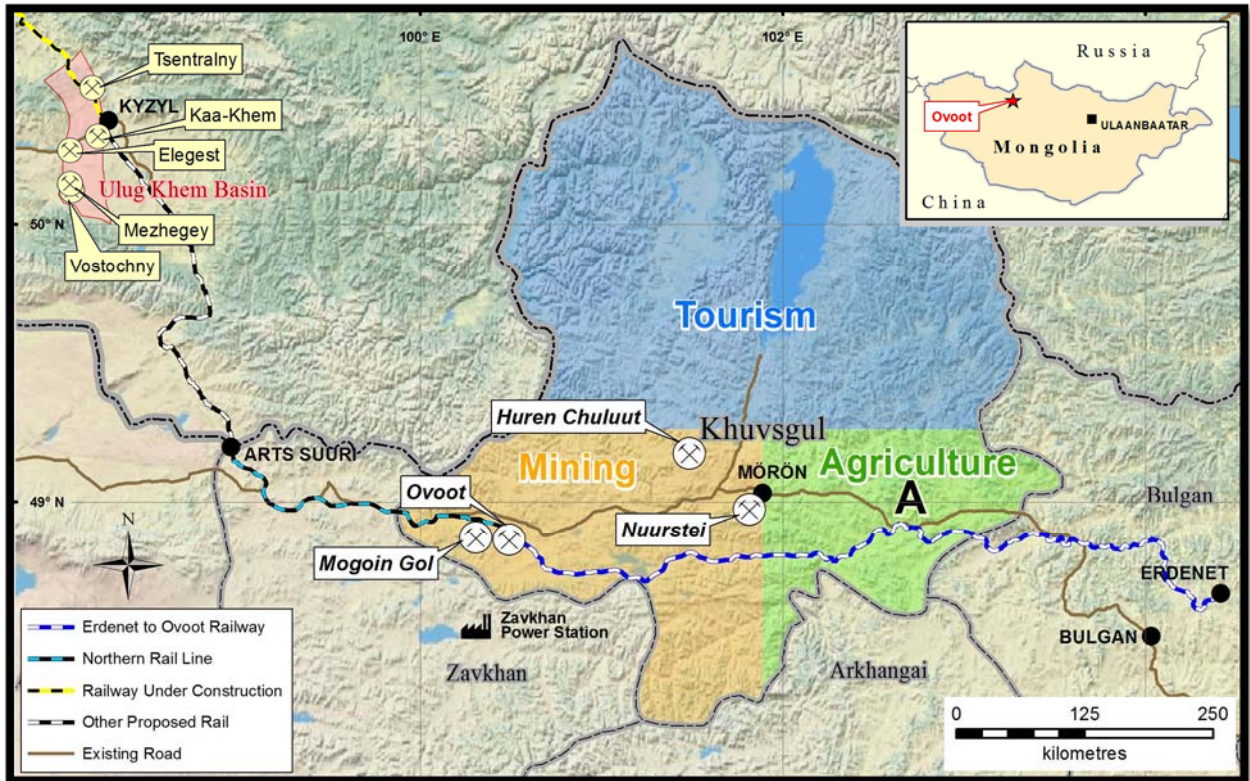 100° E
102° E
Tsentralny
KYZYL
Kaa-Khem
Elegest
Ulug Khem Basin
Mezhegey
Vostochny
50° N
Russia
Ovoot
ULAANBAATAR
Mongolia
China
Tourism
Huren Chuluut
Khuvsgul
ARTS SUURI
Mining
MÖRÖN
Agriculture
A
Ovoot
49° N
Nuurstei
Bulgan
Mogoin Gol
N
ERDENET
BULGAN
Zavkhan
Power Station
Zavkhan
Arkhangai
Erdenet to Ovoot Railway
Northern Rail Line
Railway Under Construction
Other Proposed Rail
Existing Road
0 125 250
kilometres